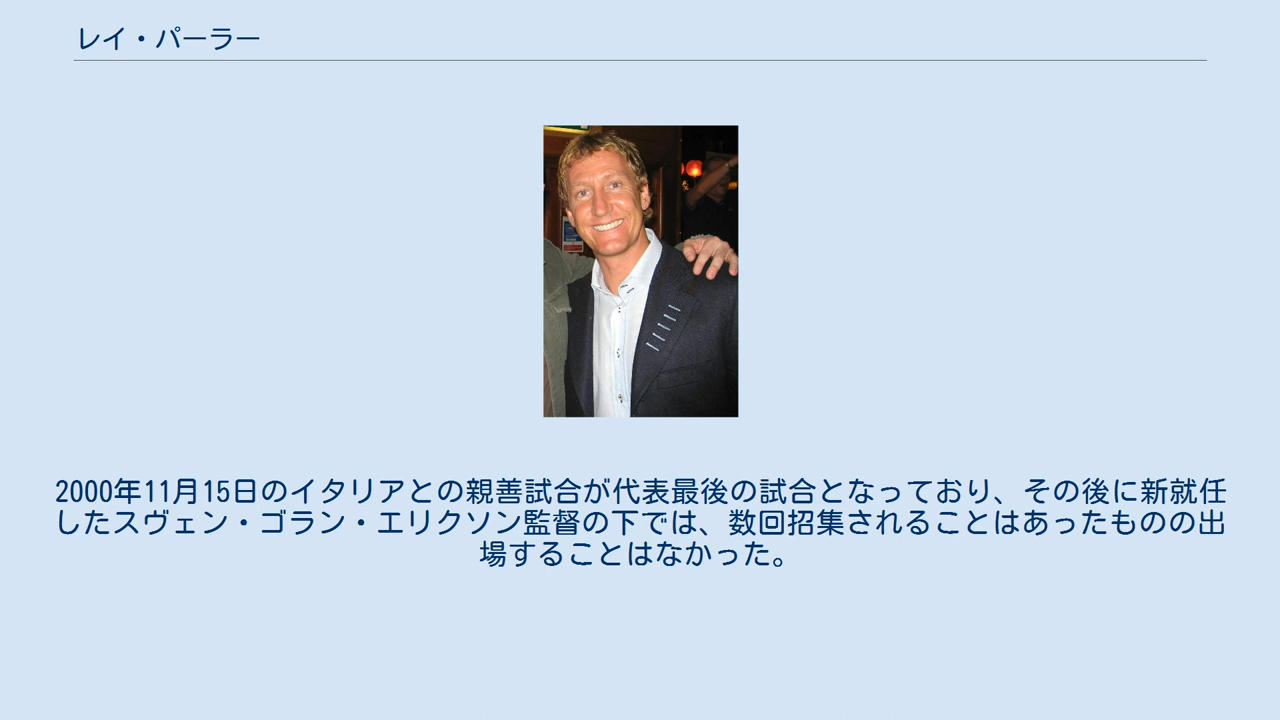 レイ・パーラー
2000年11月15日のイタリアとの親善試合が代表最後の試合となっており、その後に新就任
したスヴェン・ゴラン・エリクソン監督の下では、数回招集されることはあったものの出
場することはなかった。